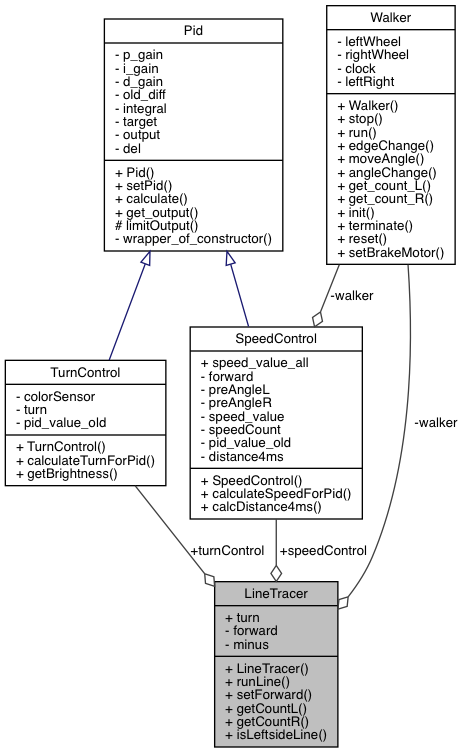 Pid
- p_gain
- i_gain
- d_gain
- old_diff
- integral
- target
- output
- del
+ Pid()
+ setPid()
+ calculate()
+ get_output()
# limitOutput()
- wrapper_of_constructor()
Walker
- leftWheel
- rightWheel
- clock
- leftRight
+ Walker()
+ stop()
+ run()
+ edgeChange()
+ moveAngle()
+ angleChange()
+ get_count_L()
+ get_count_R()
+ init()
+ terminate()
+ reset()
+ setBrakeMotor()
-walker
TurnControl
- colorSensor
- turn
- pid_value_old
+ TurnControl()
+ calculateTurnForPid()
+ getBrightness()
SpeedControl
+ speed_value_all
- forward
- preAngleL
- preAngleR
- speed_value
- speedCount
- pid_value_old
- distance4ms
+ SpeedControl()
+ calculateSpeedForPid()
+ calcDistance4ms()
-walker
+turnControl
+speedControl
LineTracer
+ turn
- forward
- minus
+ LineTracer()
+ runLine()
+ setForward()
+ getCountL()
+ getCountR()
+ isLeftsideLine()